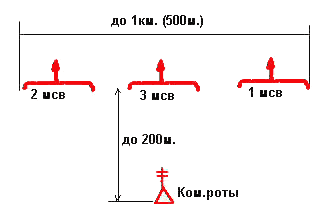 до 1км. (500м.)
2 мсв
3 мсв
1 мсв
до 200м.
Ком.роты